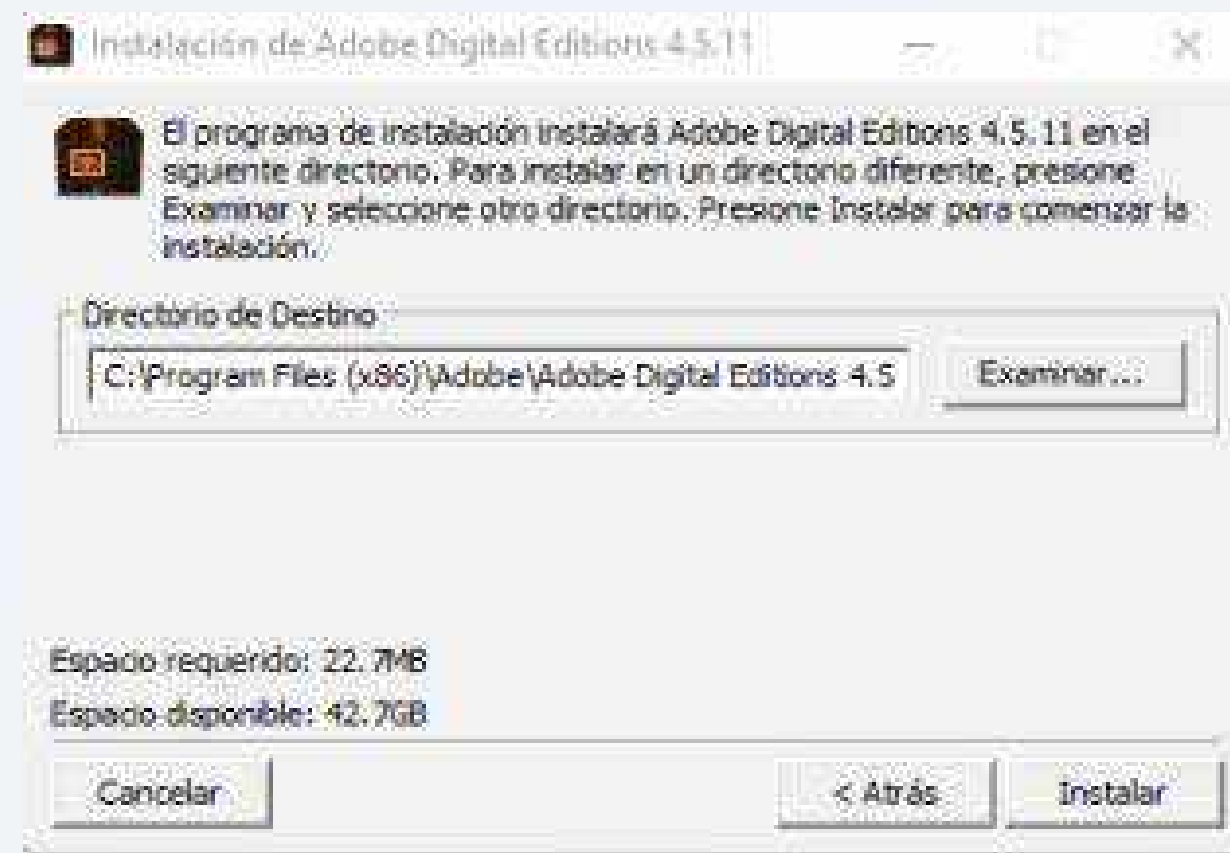 Instalación de Adobe Digital Editions 4.5.11
El programa de instalación instalará Adobe Digital Editions 4.5.11 en el
siguiente directorio. Para instalar en un directorio diferente, presione
Examinar y seleccione otro directorio. Presione Instalar para comenzar la
instalación.
Directorio de Destino
C:\Program Files (x86)\Adobe\Adobe Digital Editions 4.5
Examinar...
Espacio requerido: 22.7MB
Espacio disponible: 42.7GB
Cancelar
< Atrás
Instalar